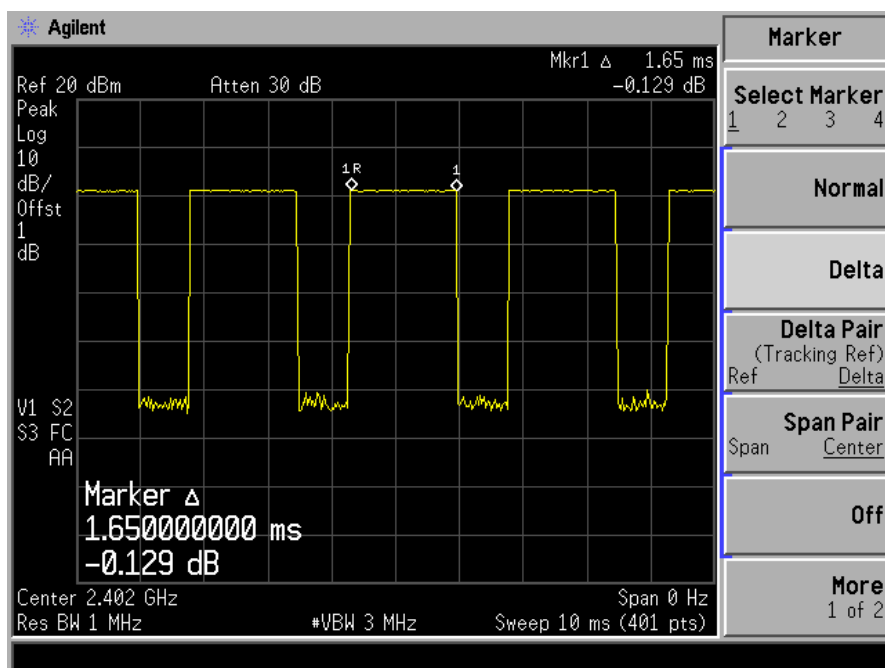 Agilent
Mkr1 Δ 1.65 ms
Ref 20 dBm Atten 30 dB -0.129 dB
Peak
Log
10
dB/
Offst
1
dB
1R
1
V1 S2
S3 FC
AA
Marker Δ
1.650000000 ms
-0.129 dB
Center 2.402 GHz Span 0 Hz
Res BW 1 MHz #VBW 3 MHz Sweep 10 ms (401 pts)
Marker
Select Marker
1 2 3 4
Normal
Delta
Delta Pair
(Tracking Ref)
Ref Delta
Span Pair
Span Center
Off
More
1 of 2